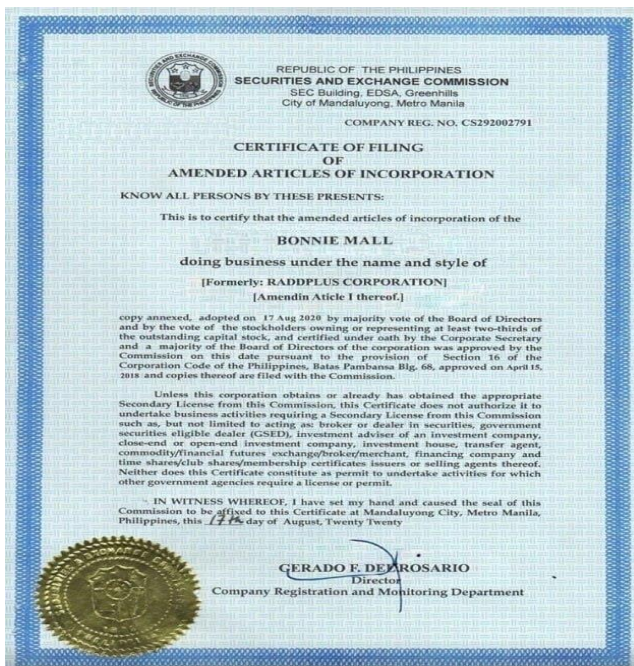 REPUBLIC OF THE PHILIPPINES
SECURITIES AND EXCHANGE COMMISSION
SEC Building, EDSA, Greenhills
City of Mandaluyong, Metro Manila
COMPANY REG. NO. CS292002791
CERTIFICATE OF FILING
OF
AMENDED ARTICLES OF INCORPORATION
KNOW ALL PERSONS BY THESE PRESENTS:
This is to certify that the amended articles of incorporation of the
BONNIE MALL
doing business under the name and style of
[Formerly: RADDPLUS CORPORATION]
[Amendin Aticle I thereof.]
copy annexed, adopted on 17 Aug 2020 by majority vote of the Board of Directors
and by the vote of the stockholders owning or representing at least two-thirds of
the outstanding capital stock, and certified under oath by the Corporate Secretary
and a majority of the Board of Directors of the corporation was approved by the
Commission on this date pursuant to the provision of Section 16 of the
Corporation Code of the Philippines, Batas Pambansa Blg. 68, approved on April 15,
2018 and copies thereof are filed with the Commission.
Unless this corporation obtains or already has obtained the appropriate
Secondary License from this Commission, this Certificate does not authorize it to
undertake business activities requiring a Secondary License from this Commission
such as, but not limited to acting as: broker or dealer in securities, government
securities eligible dealer (GSED), investment adviser of an investment company,
close-end or open-end investment company, investment house, transfer agent,
commodity/financial futures exchange/broker/merchant, financing company and
time shares/club shares/membership certificates issuers or selling agents thereof.
Neither does this Certificate constitute as permit to undertake activities for which
other government agencies require a license or permit.
IN WITNESS WHEREOF, I have set my hand and caused the seal of this
Commission to be affixed to this Certificate at Mandaluyong City, Metro Manila,
Philippines, this 17th day of August, Twenty Twenty
GERADO F. DEL ROSARIO
Director
Company Registration and Monitoring Department